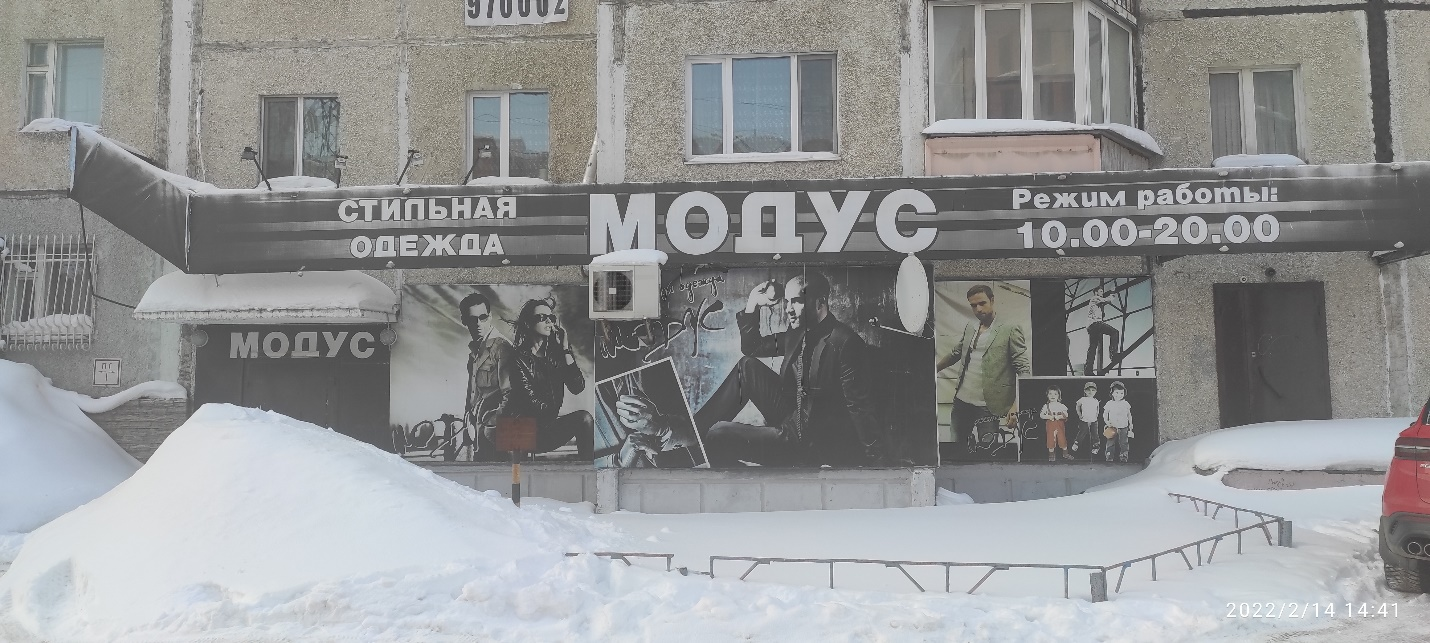 970002
СТИЛЬНАЯ
ОДЕЖДА
МОДУС
Режим работы:
10.00-20.00
МОДУС
2022/2/14 14:41